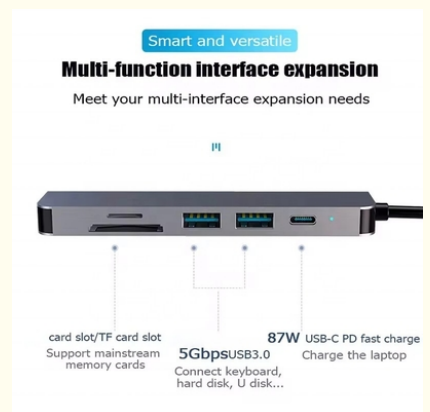 Smart and versatile
Multi-function interface expansion
Meet your multi-interface expansion needs
card slot/TF card slot
Support mainstream
memory cards
5GbpsUSB3.0
Connect keyboard,
hard disk, U disk...
87W USB-C PD fast charge
Charge the laptop